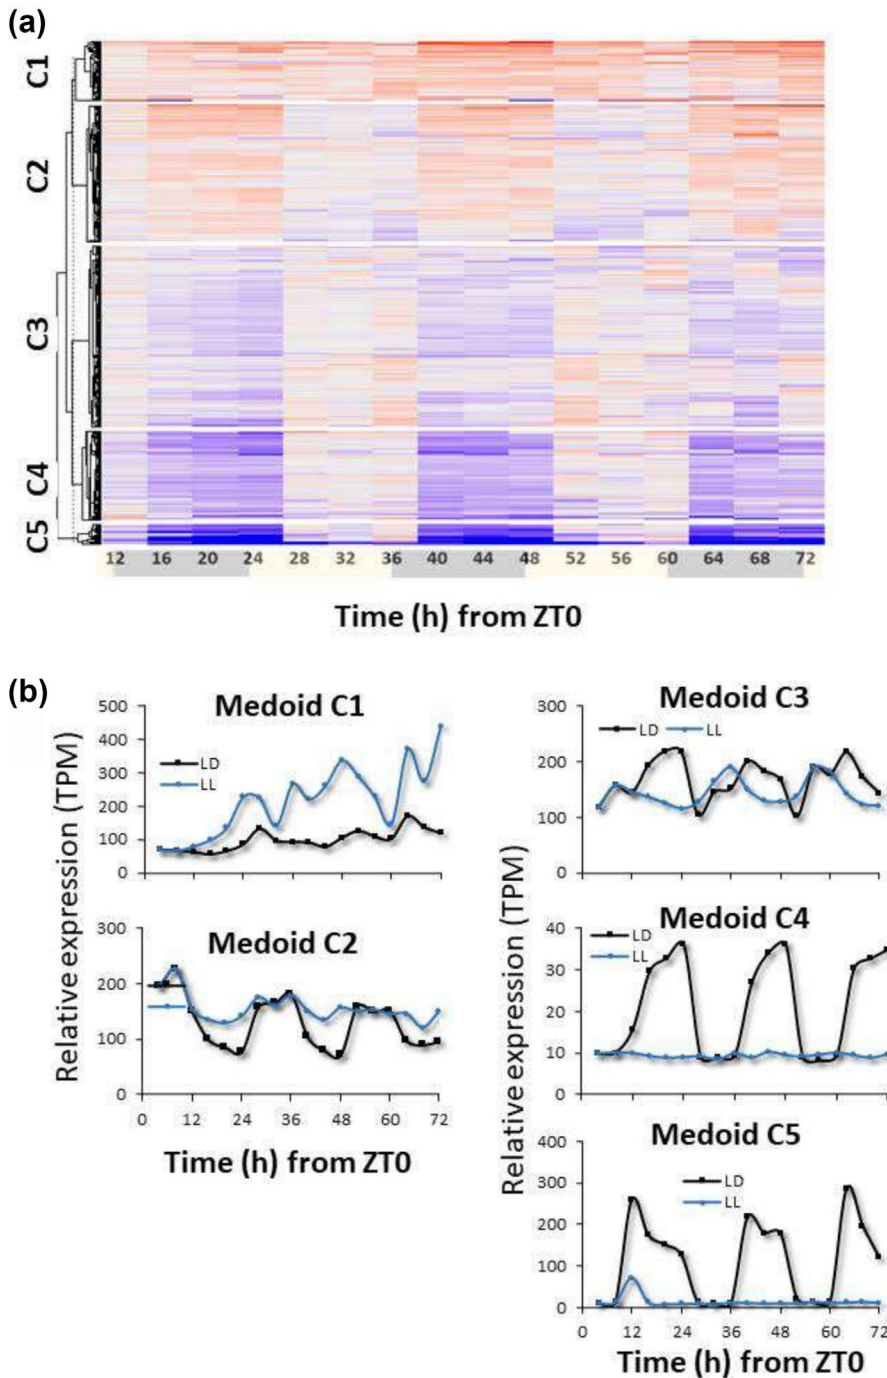 (a)
C1
C2
C3
C4
C5
12 16 20 24 28 32 36 40 44 48 52 56 60 64 68 72
Time (h) from ZT0
(b)
Relative expression (TPM)
Medoid C1
500
400
300
200
100
0
LD
LL
Medoid C2
300
200
100
0
0 12 24 36 48 60 72
Time (h) from ZT0
Relative expression (TPM)
Medoid C3
300
200
100
0
LD LL
Medoid C4
40
30
20
10
0
LD
LL
Medoid C5
400
300
200
100
0
LD
LL
0 12 24 36 48 60 72
Time (h) from ZT0